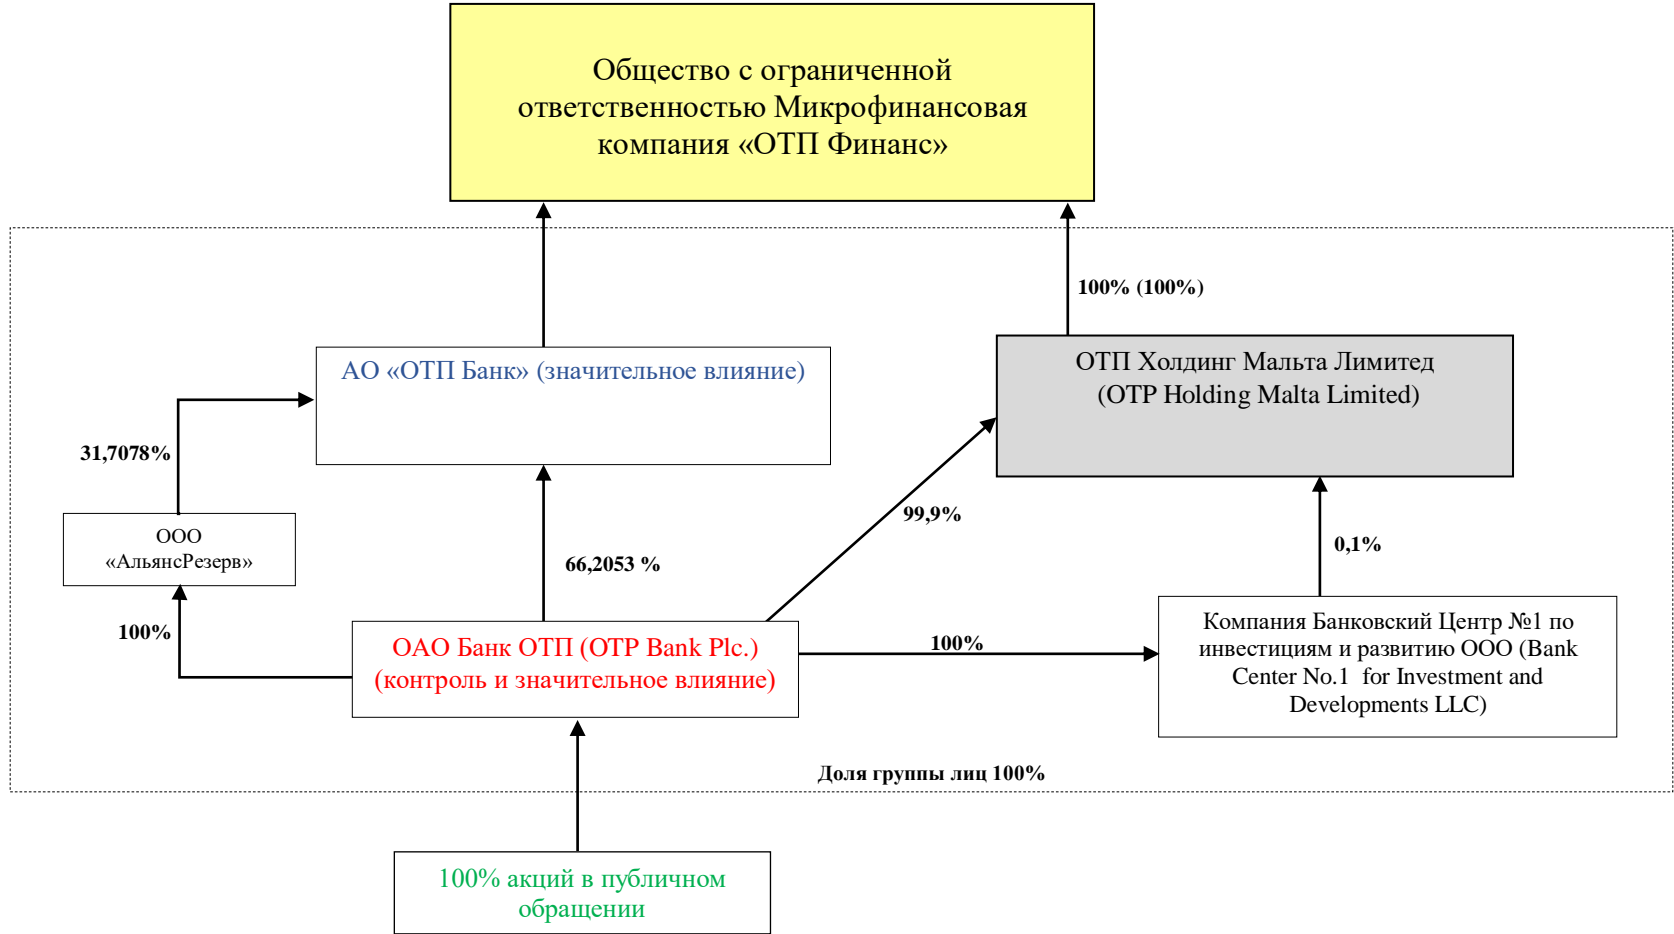 Общество с ограниченной
ответственностью Микрофинансовая
компания «ОТП Финанс»
100% (100%)
АО «ОТП Банк» (значительное влияние)
ОТП Холдинг Мальта Лимитед
(OTP Holding Malta Limited)
31,7078%
99,9%
ООО
«АльянсРезерв»
0,1%
66,2053 %
100%
ОАО Банк ОТП (OTP Bank Plc.)
(контроль и значительное влияние)
100%
Компания Банковский Центр №1 по
инвестициям и развитию ООО (Bank
Center No.1 for Investment and
Developments LLC)
Доля группы лиц 100%
100% акций в публичном
обращении